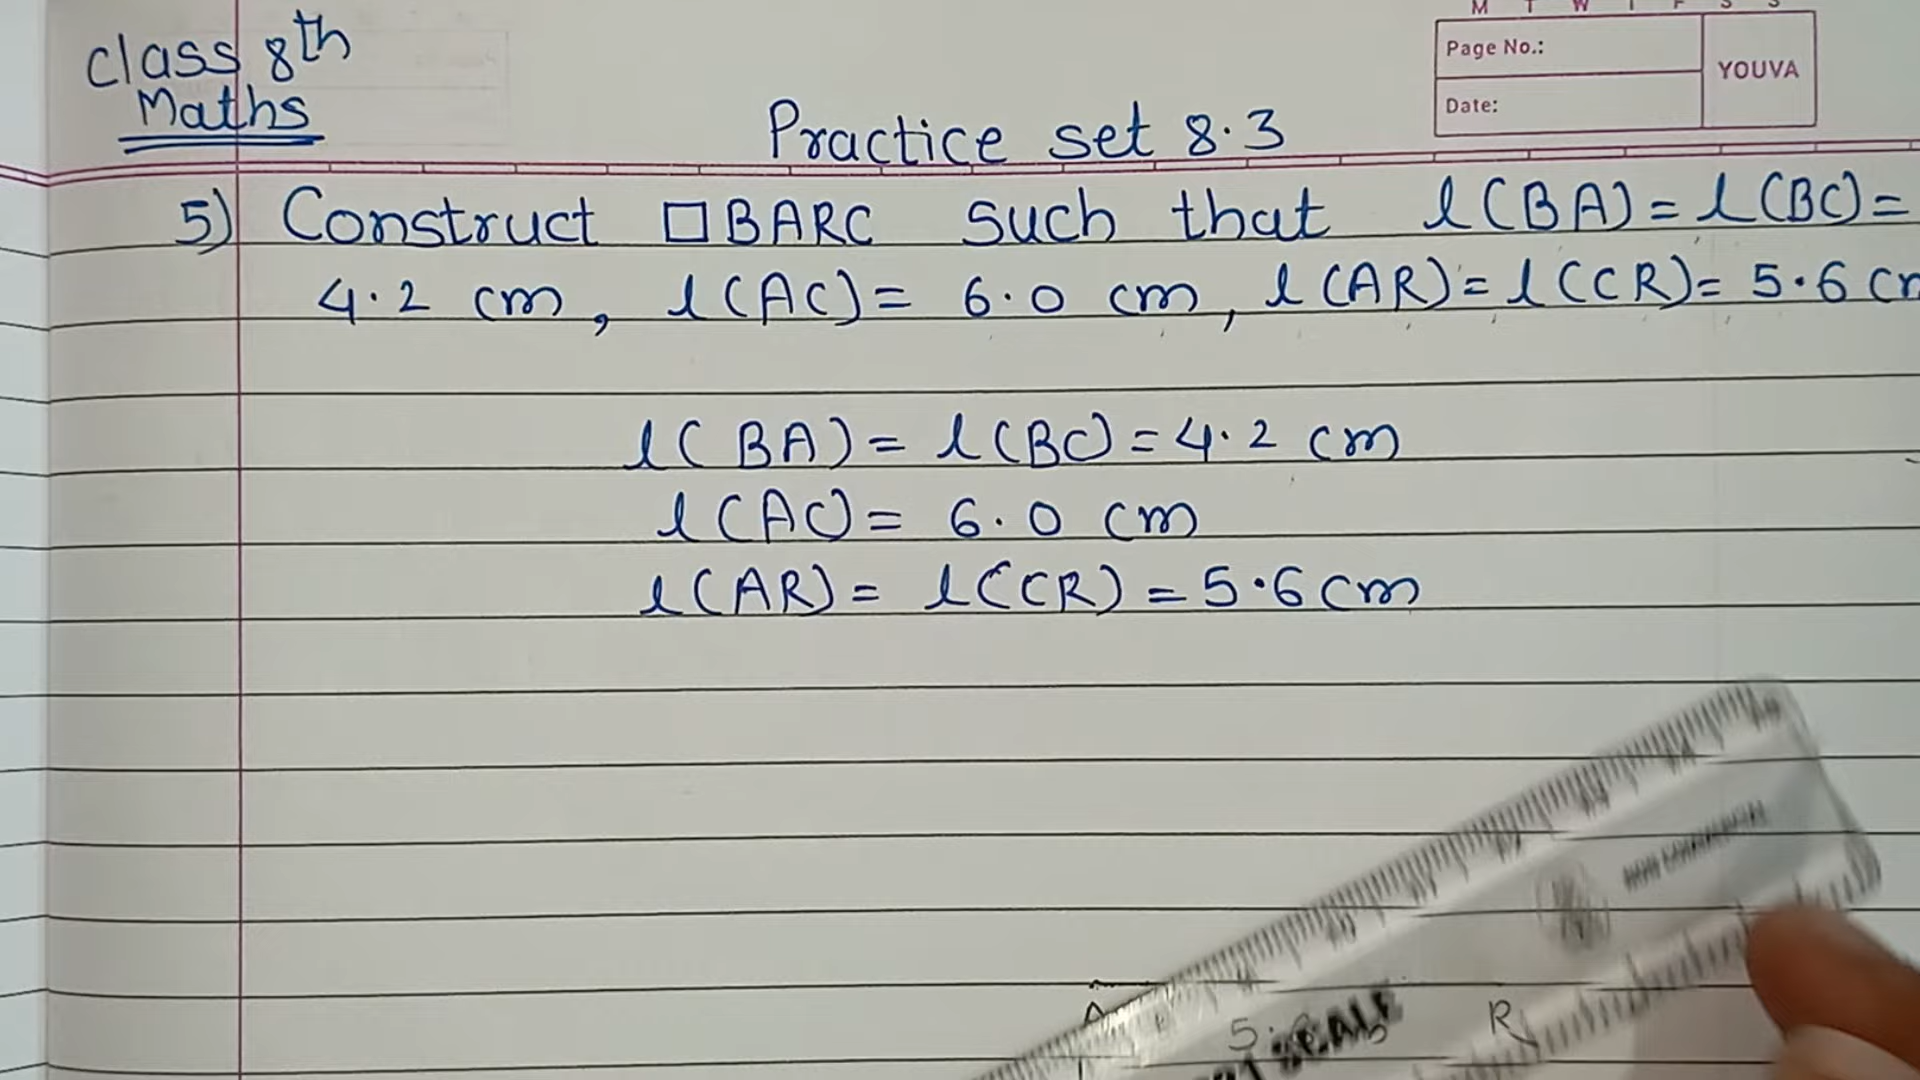 M T W T F S S
Page No.:
YOUVA
Date:
Class 8th
Maths
Practice set 8.3
5) Construct □BARC such that l(BA)=l(BC)=
4.2 cm, l(AC)= 6.0 cm, l(AR)=l(CR)= 5.6 cm
l(BA)= l(BC)=4.2 cm
l(AC)= 6.0 cm
l(AR)= l(CR)=5.6cm
A
R
SCALE